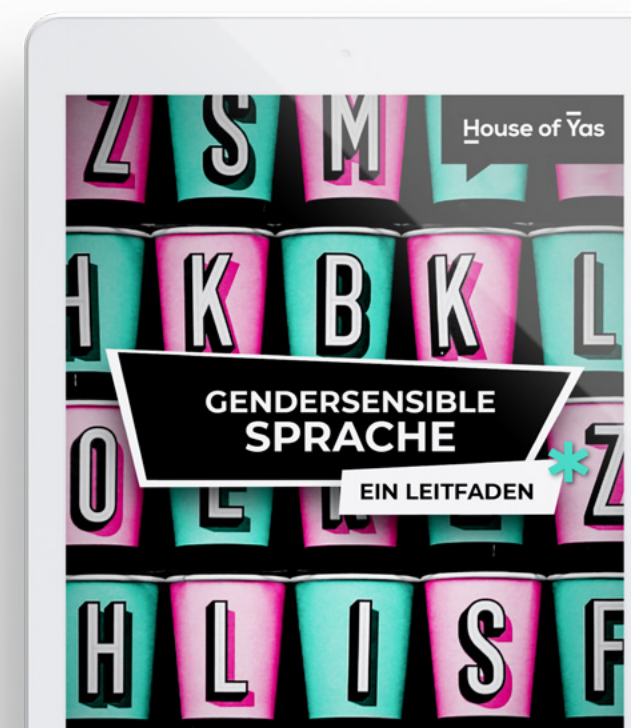 Z S M
House of Yas
H K B K L
GENDERSENSIBLE
SPRACHE
EIN LEITFADEN
*
O Z
H L I S F